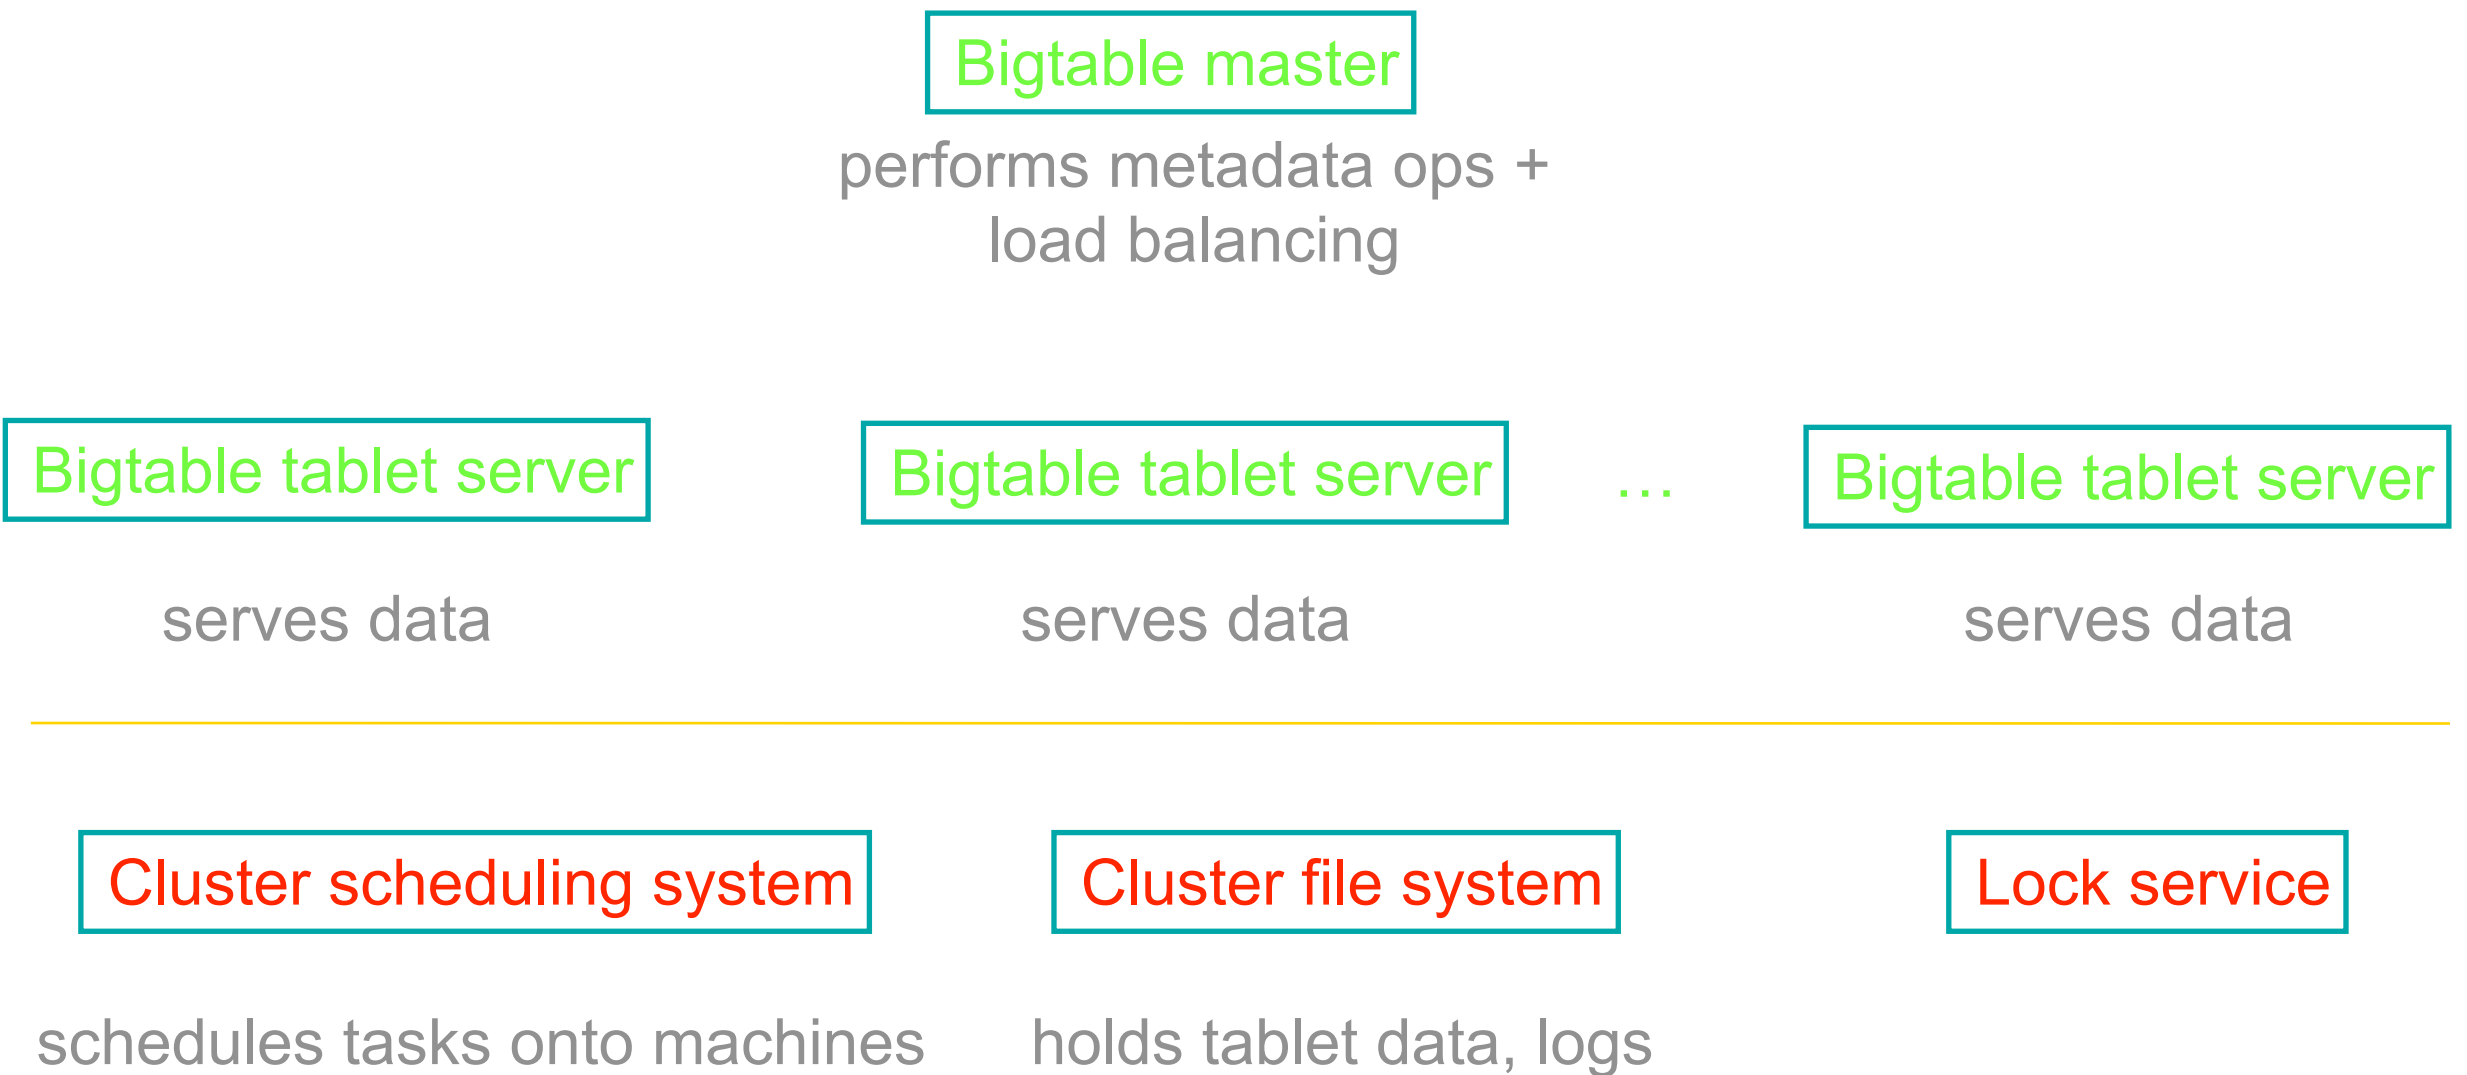 Bigtable master
performs metadata ops +
load balancing
Bigtable tablet server
Bigtable tablet server
…
Bigtable tablet server
serves data
serves data
serves data
Cluster scheduling system
Cluster file system
Lock service
schedules tasks onto machines
holds tablet data, logs